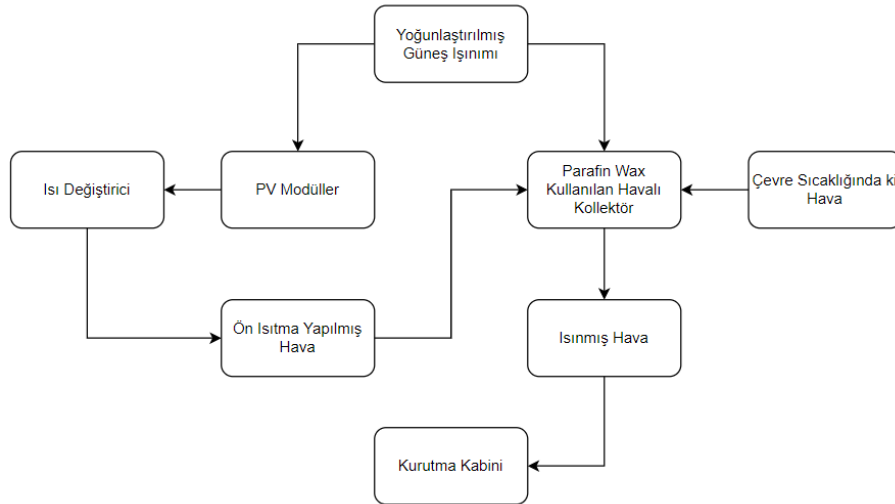 Yoğunlaştırılmış
Güneş Işınımı
Isı Değiştirici
PV Modüller
Parafin Wax
Kullanılan Havalı
Kollektör
Çevre Sıcaklığında ki
Hava
Ön Isıtma Yapılmış
Hava
Isınmış Hava
Kurutma Kabini